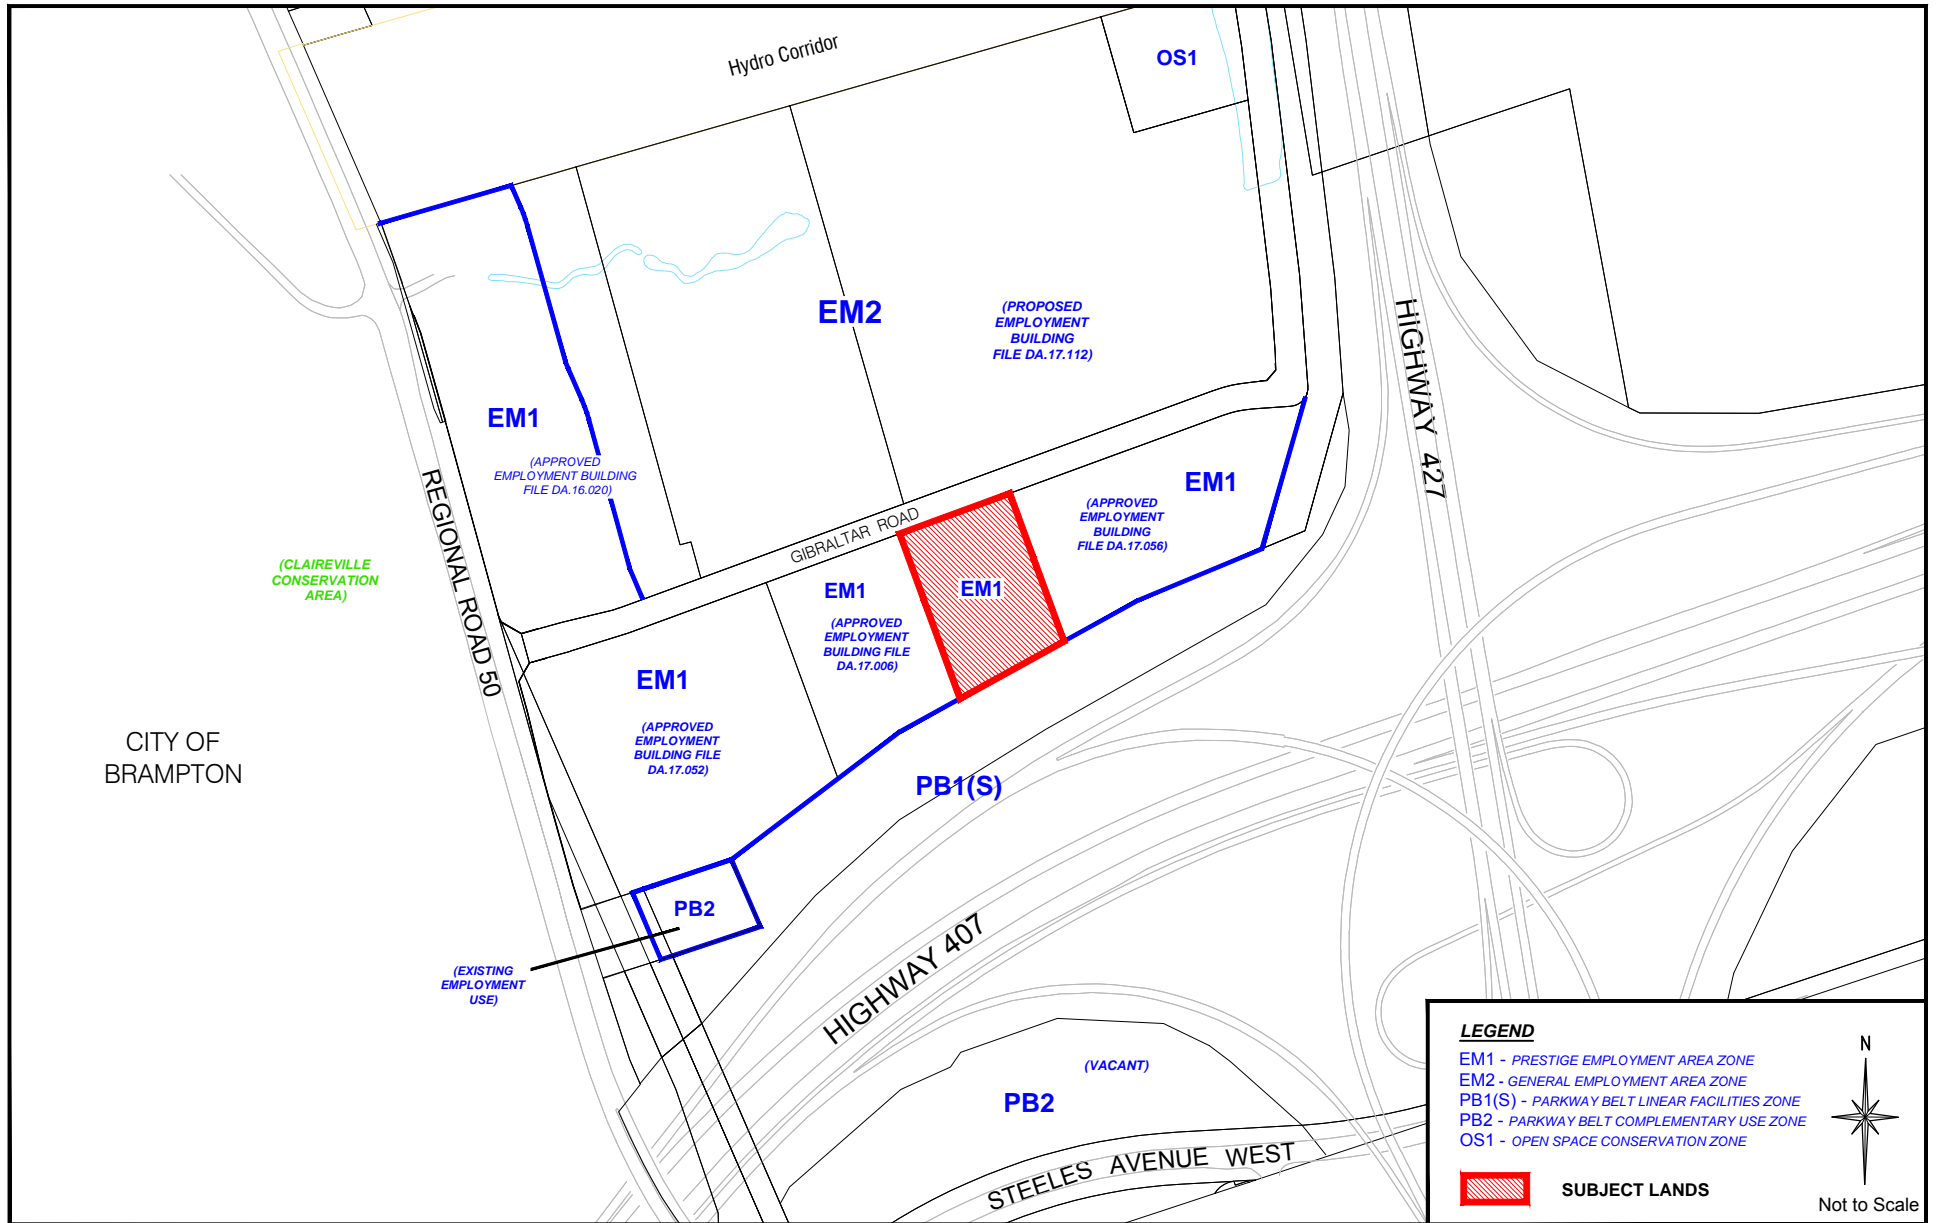 Hydro Corridor
OS1
EM2
(PROPOSED
EMPLOYMENT
BUILDING
FILE DA.17.112)
HIGHWAY 427
EM1
(APPROVED
EMPLOYMENT BUILDING
FILE DA.16.020)
REGIONAL ROAD 50
GIBRALTAR ROAD
EM1
(APPROVED
EMPLOYMENT
BUILDING
FILE DA.17.056)
(CLAIREVILLE
CONSERVATION
AREA)
EM1
EM1
(APPROVED
EMPLOYMENT
BUILDING FILE
DA.17.006)
EM1
(APPROVED
EMPLOYMENT
BUILDING FILE
DA.17.052)
CITY OF
BRAMPTON
PB1(S)
PB2
(EXISTING
EMPLOYMENT
USE)
HIGHWAY 407
(VACANT)
PB2
STEELES AVENUE WEST
LEGEND
EM1 - PRESTIGE EMPLOYMENT AREA ZONE
EM2 - GENERAL EMPLOYMENT AREA ZONE
PB1(S) - PARKWAY BELT LINEAR FACILITIES ZONE
PB2 - PARKWAY BELT COMPLEMENTARY USE ZONE
OS1 - OPEN SPACE CONSERVATION ZONE
SUBJECT LANDS
N
Not to Scale